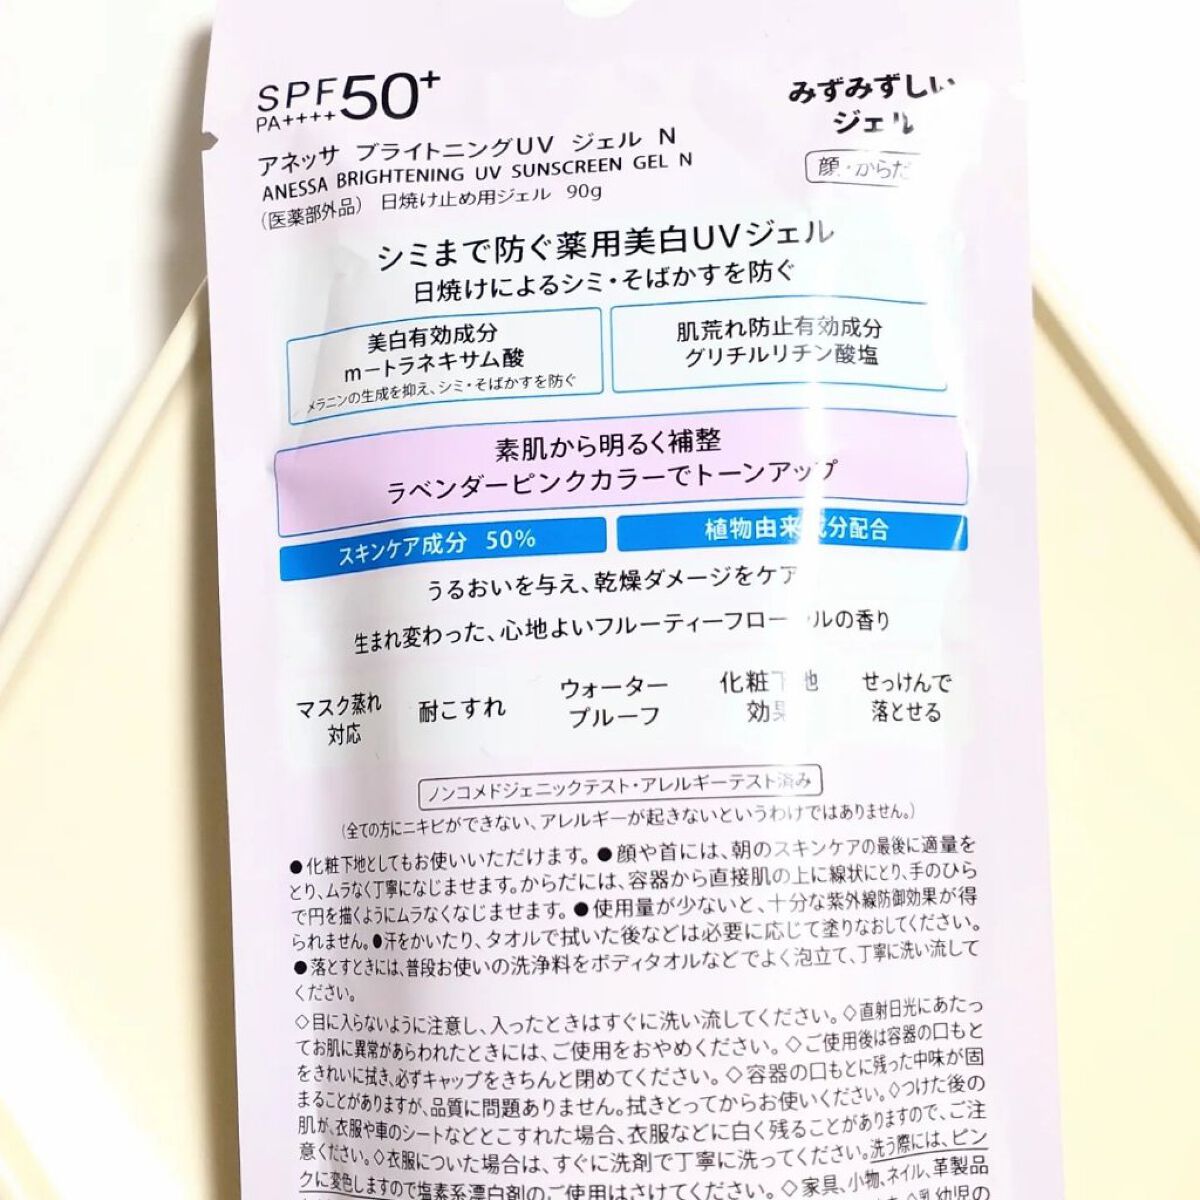 SPF50+
PA++++
みずみずしい
ジェル
顔・からだ
アネッサ ブライトニングUV ジェル N
ANESSA BRIGHTENING UV SUNSCREEN GEL N
(医薬部外品) 日焼け止め用ジェル 90g
シミまで防ぐ薬用美白UVジェル
日焼けによるシミ・そばかすを防ぐ
美白有効成分
m－トラネキサム酸
メラニンの生成を抑え、シミ・そばかすを防ぐ
肌荒れ防止有効成分
グリチルリチン酸塩
素肌から明るく補整
ラベンダーピンクカラーでトーンアップ
スキンケア成分 50%
植物由来成分配合
うるおいを与え、乾燥ダメージをケア
生まれ変わった、心地よいフルーティーフローラルの香り
マスク蒸れ
対応
耐こすれ
ウォーター
プルーフ
化粧下地
効果
せっけんで
落とせる
ノンコメドジェニックテスト・アレルギーテスト済み
(全ての方にニキビができない、アレルギーが起きないというわけではありません。)
●化粧下地としてもお使いいただけます。●顔や首には、朝のスキンケアの最後に適量を
とり、ムラなく丁寧になじませます。からだには、容器から直接肌の上に線状にとり、手のひら
で円を描くようにムラなくなじませます。●使用量が少ないと、十分な紫外線防御効果が得
られません。●汗をかいたり、タオルで拭いた後などは必要に応じて塗りなおしてください。
●落とすときには、普段お使いの洗浄料をボディタオルなどでよく泡立て、丁寧に洗い流して
ください。
◇目に入らないように注意し、入ったときはすぐに洗い流してください。◇直射日光にあたっ
てお肌に異常があらわれたときには、ご使用をおやめください。◇ご使用後は容器の口もと
をきれいに拭き、必ずキャップをきちんと閉めてください。◇容器の口もとに残った中味が固
まることがありますが、品質に問題ありません。拭きとってからお使いください。◇つけた後の
肌が、衣服や車のシートなどとこすれた場合、衣服などに白く残ることがありますので、ご注
意ください。◇衣服についた場合は、すぐに洗剤で丁寧に洗ってください。洗う際には、ピン
クに変色しますので塩素系漂白剤のご使用はさけてください。◇家具、小物、ネイル、革製品
幼児の